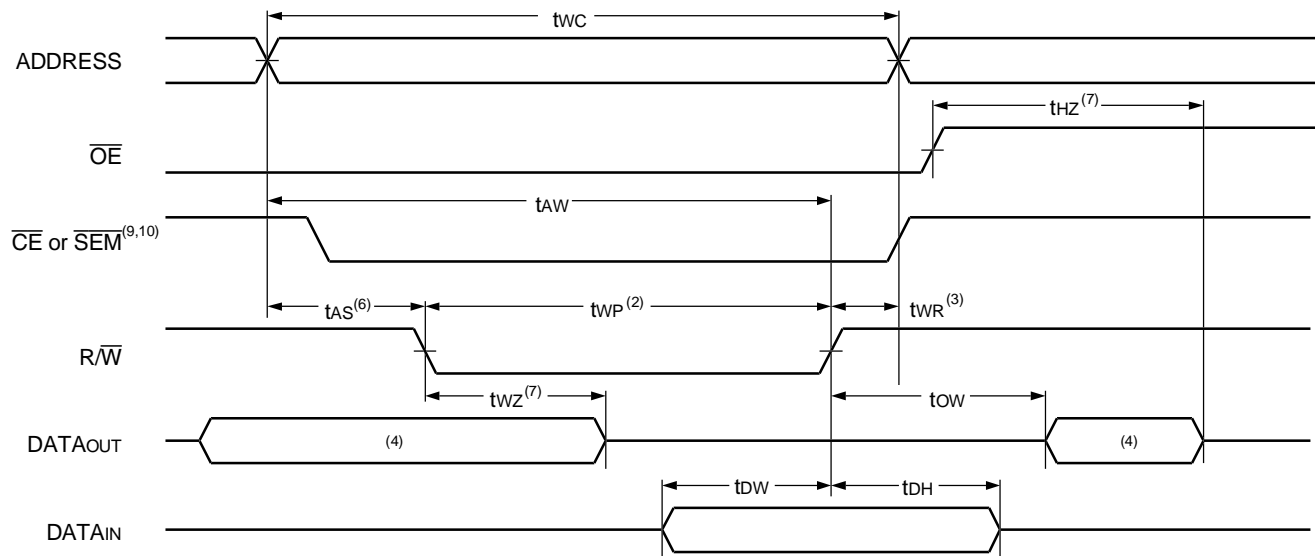 tWC
ADDRESS
tHZ(7)
OE
tAW
CE or SEM(9,10)
tAS(6)
tWP(2)
tWR(3)
R/W
tWZ(7)
tOW
DATAOUT
(4)
(4)
tDW
tDH
DATAIN